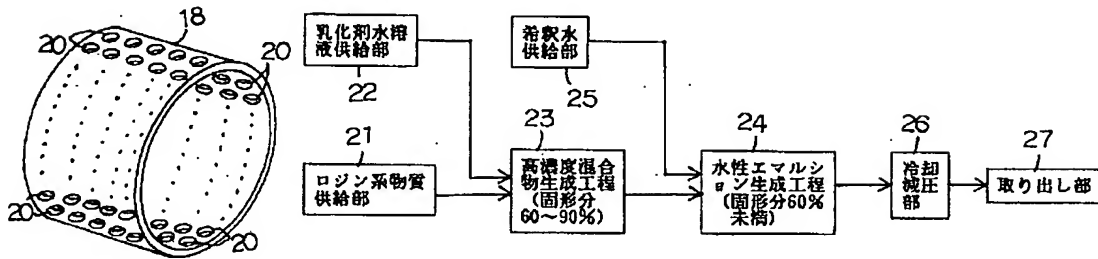 18
20
20
20
20
乳化剤水溶
液供給部
22
希釈水
供給部
25
21
ロジン系物質
供給部
23
高濃度混合
物生成工程
(固形分
60～90%)
24
水性エマルシ
ョン生成工程
(固形分60%
未満)
26
冷却
減圧
部
27
取り出し部